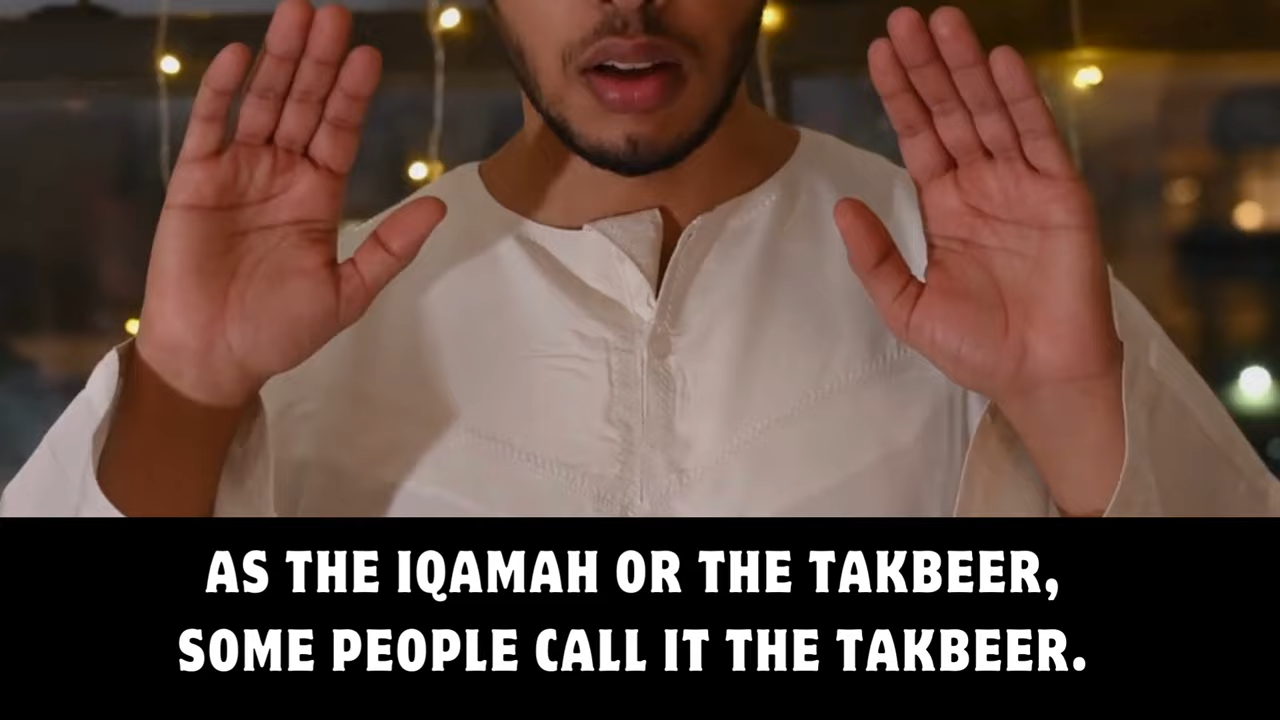 AS THE IQAMAH OR THE TAKBEER,
SOME PEOPLE CALL IT THE TAKBEER.